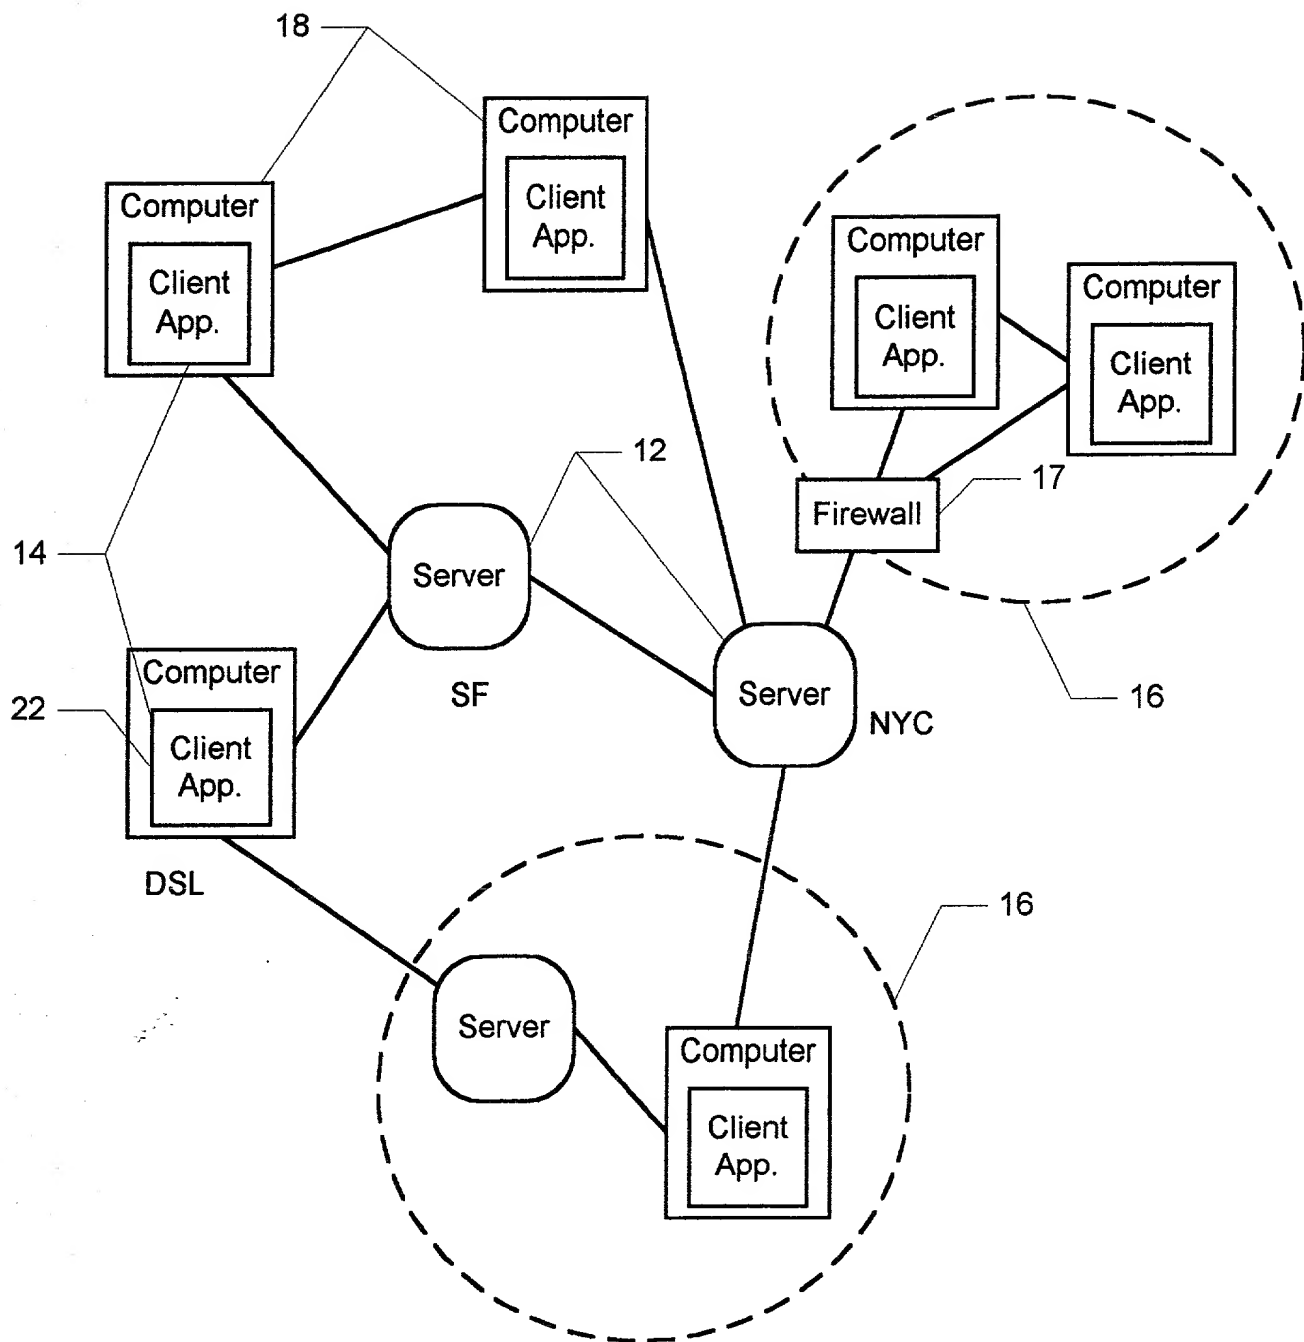 18
Computer
Client
App.
Computer
Client
App.
Computer
Client
App.
Computer
Client
App.
12
17
Firewall
14
Server
SF
16
Computer
Client
App.
22
DSL
Server
NYC
16
Server
Computer
Client
App.